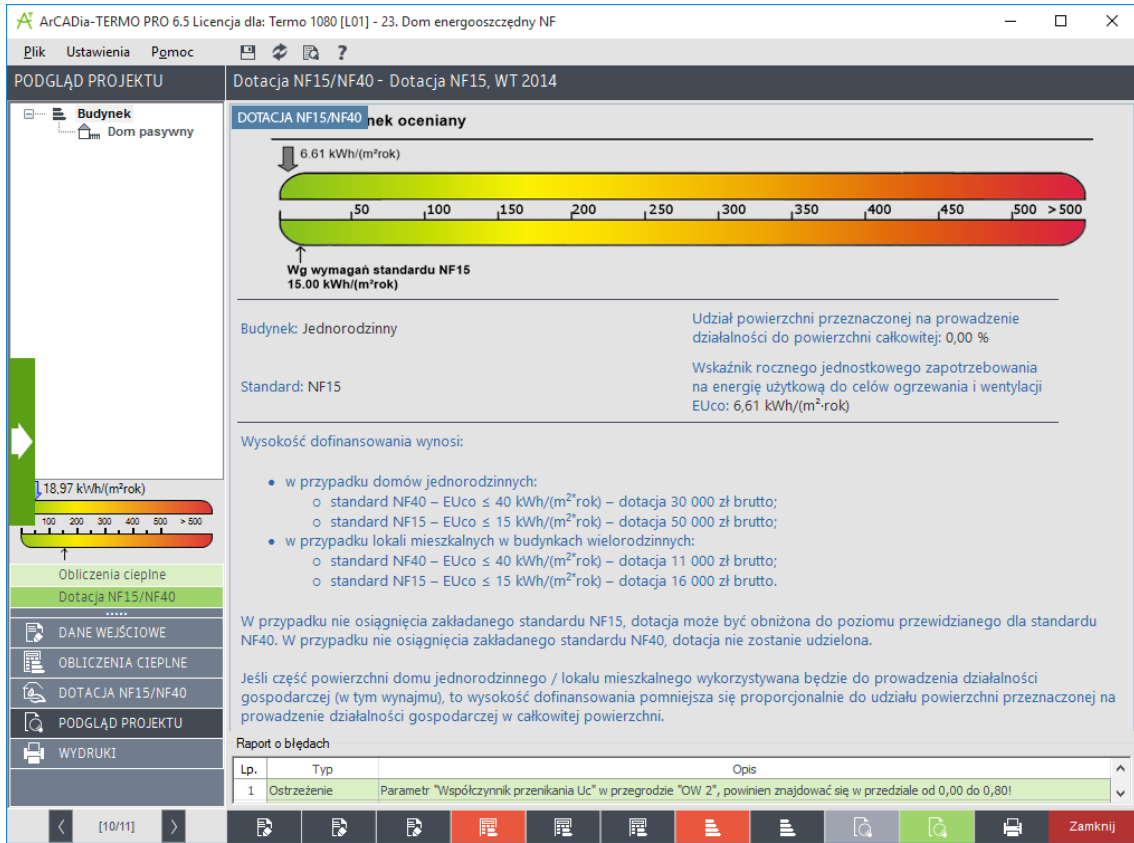 ArCADia-TERMO PRO 6.5 Licencja dla: Termo 1080 [L01] - 23. Dom energooszczędny NF
Plik Ustawienia Pomoc
PODGLĄD PROJEKTU
Dotacja NF15/NF40 - Dotacja NF15, WT 2014
Budynek
Dom pasywny
DOTACJA NF15/NF40 nek oceniany
6.61 kWh/(m²rok)
50 100 150 200 250 300 350 400 450 500 > 500
Wg wymagań standardu NF15
15.00 kWh/(m²rok)
Budynek: Jednorodzinny
Udział powierzchni przeznaczonej na prowadzenie
działalności do powierzchni całkowitej: 0,00 %
Standard: NF15
Wskaźnik rocznego jednostkowego zapotrzebowania
na energię użytkową do celów ogrzewania i wentylacji
EUco: 6,61 kWh/(m²·rok)
Wysokość dofinansowania wynosi:
• w przypadku domów jednorodzinnych:
o standard NF40 – EUco ≤ 40 kWh/(m²*rok) – dotacja 30 000 zł brutto;
o standard NF15 – EUco ≤ 15 kWh/(m²*rok) – dotacja 50 000 zł brutto;
• w przypadku lokali mieszkalnych w budynkach wielorodzinnych:
o standard NF40 – EUco ≤ 40 kWh/(m²*rok) – dotacja 11 000 zł brutto;
o standard NF15 – EUco ≤ 15 kWh/(m²*rok) – dotacja 16 000 zł brutto.
W przypadku nie osiągnięcia zakładanego standardu NF15, dotacja może być obniżona do poziomu przewidzianego dla standardu
NF40. W przypadku nie osiągnięcia zakładanego standardu NF40, dotacja nie zostanie udzielona.
Jeśli część powierzchni domu jednorodzinnego / lokalu mieszkalnego wykorzystywana będzie do prowadzenia działalności
gospodarczej (w tym wynajmu), to wysokość dofinansowania pomniejsza się proporcjonalnie do udziału powierzchni przeznaczonej na
prowadzenie działalności gospodarczej w całkowitej powierzchni.
18,97 kWh/(m²rok)
100 200 300 400 500 > 500
Obliczenia cieplne
Dotacja NF15/NF40
DANE WEJŚCIOWE
OBLICZENIA CIEPLNE
DOTACJA NF15/NF40
PODGLĄD PROJEKTU
WYDRUKI
Raport o błędach
Lp. Typ Opis
1 Ostrzeżenie Parametr "Współczynnik przenikania Uc" w przegrodzie "OW 2", powinien znajdować się w przedziale od 0,00 do 0,80!
[10/11]
Zamknij